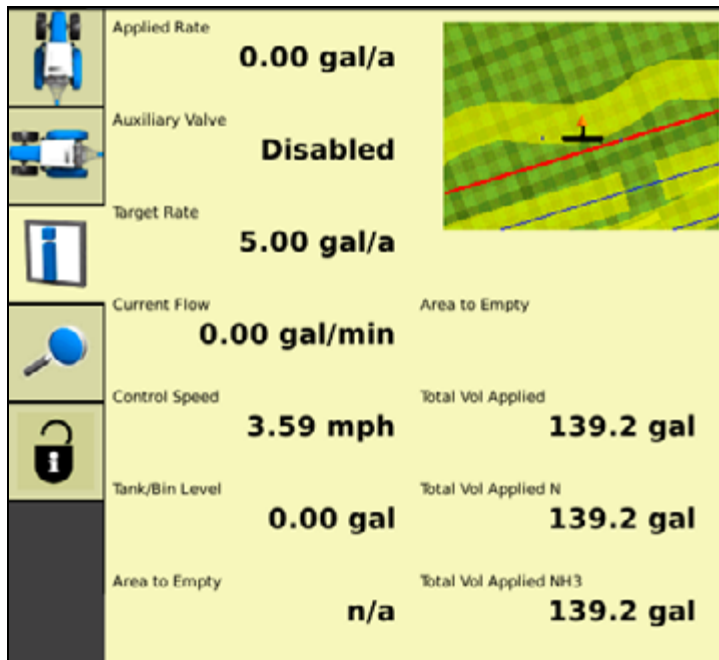 Applied Rate
0.00 gal/a
Auxiliary Valve
Disabled
Target Rate
5.00 gal/a
Current Flow
0.00 gal/min
Control Speed
3.59 mph
Tank/Bin Level
0.00 gal
Area to Empty
n/a
Area to Empty
Total Vol Applied
139.2 gal
Total Vol Applied N
139.2 gal
Total Vol Applied NH3
139.2 gal